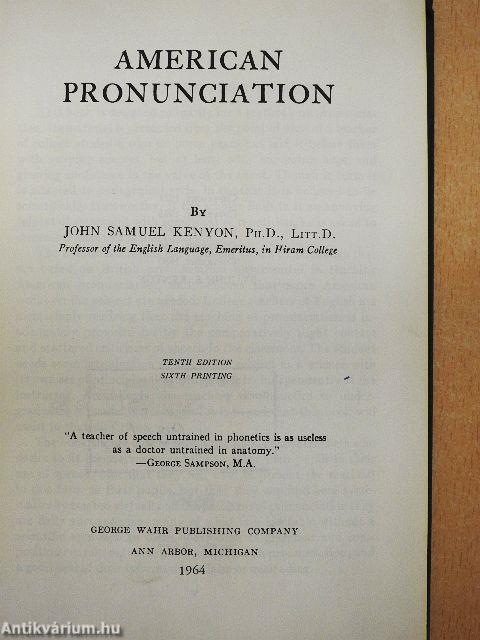 AMERICAN
PRONUNCIATION
BY
JOHN SAMUEL KENYON, PH.D., LITT.D.
Professor of the English Language, Emeritus, in Hiram College
TENTH EDITION
SIXTH PRINTING
"A teacher of speech untrained in phonetics is as useless
as a doctor untrained in anatomy."
—GEORGE SAMPSON, M.A.
GEORGE WAHR PUBLISHING COMPANY
ANN ARBOR, MICHIGAN
1964
Antikvárium.hu